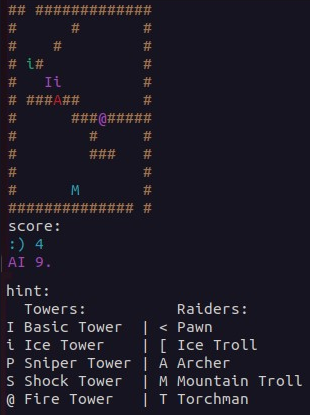 ## #############
#      #       #
#    #         #
# i#           #
#   Ii         #
# ###A##       #
#      ###@#####
#        #     #
#        ###   #
#              #
#      M       #
############## #
score:
:) 4
AI 9.
hint:
  Towers:          Raiders:
I Basic Tower  | < Pawn
i Ice Tower    | [ Ice Troll
P Sniper Tower | A Archer
S Shock Tower  | M Mountain Troll
@ Fire Tower   | T Torchman